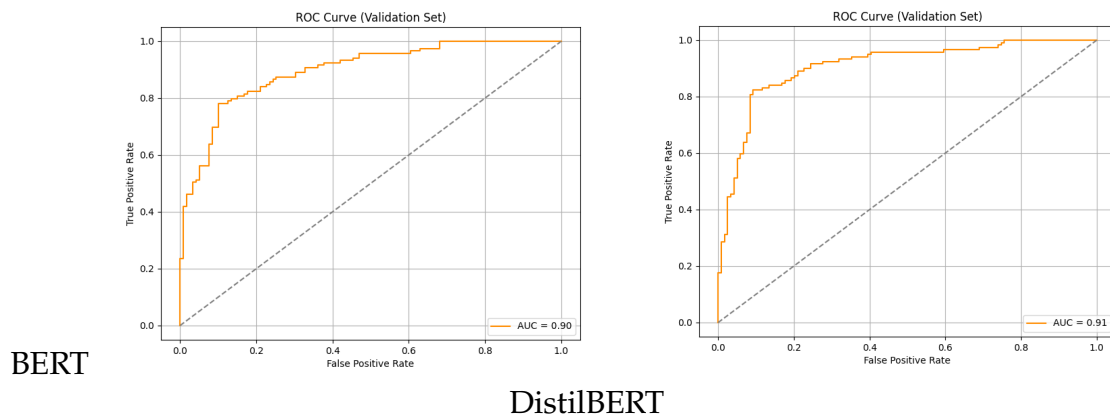 ROC Curve (Validation Set)
1.0
0.8
0.6
0.4
0.2
0.0
True Positive Rate
0.0 0.2 0.4 0.6 0.8 1.0
False Positive Rate
AUC = 0.90
BERT
ROC Curve (Validation Set)
1.0
0.8
0.6
0.4
0.2
0.0
True Positive Rate
0.0 0.2 0.4 0.6 0.8 1.0
False Positive Rate
AUC = 0.91
DistilBERT